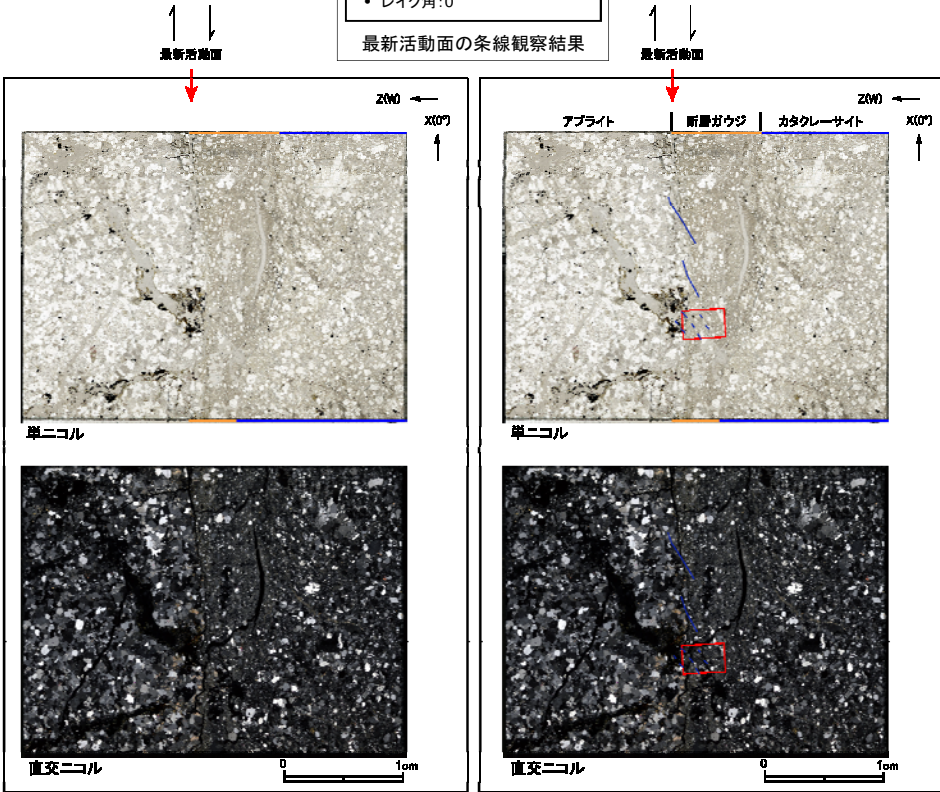 • レイク角:0
最新活動面の条線観察結果
最新活動面
Z(W)
X(0°)
単ニコル
直交ニコル
0 1cm
最新活動面
Z(W)
X(0°)
アプライト 断層ガウジ カタクレーサイト
単ニコル
直交ニコル
0 1cm